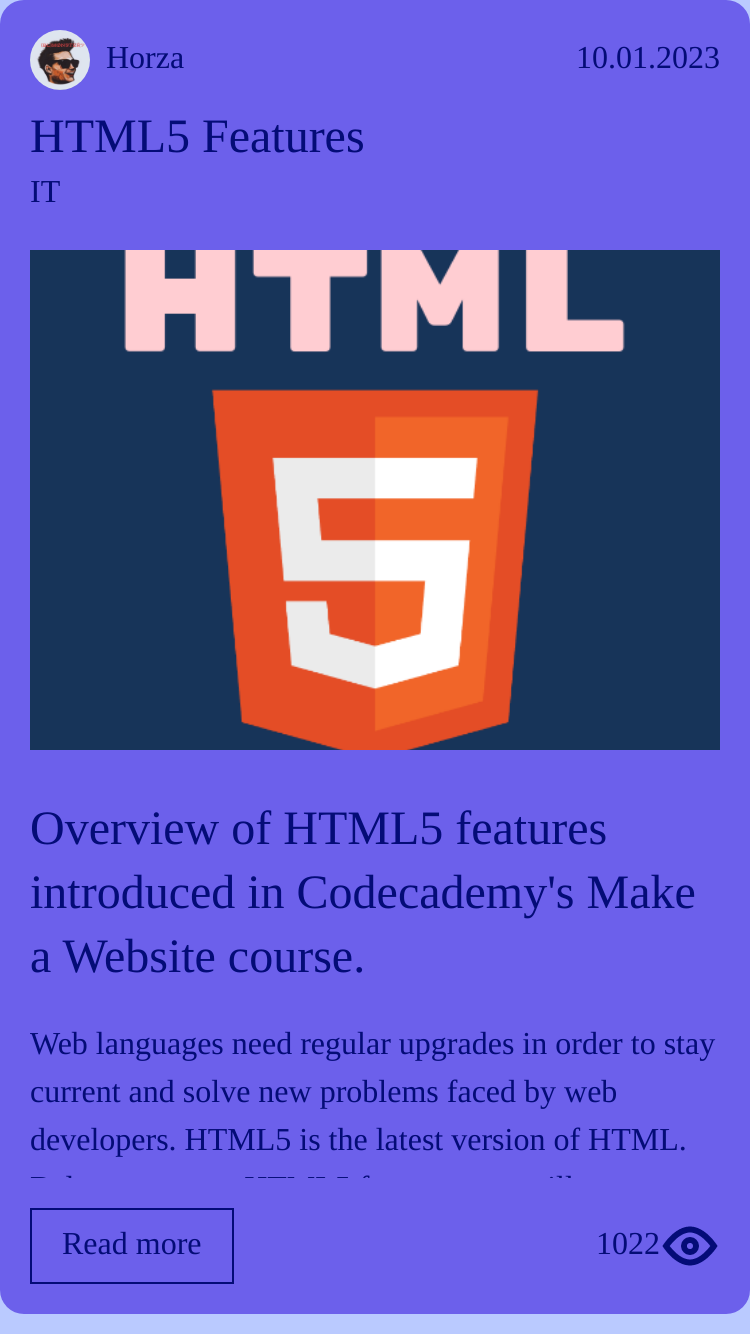 Horza
10.01.2023
HTML5 Features
IT
HTML
5
Overview of HTML5 features
introduced in Codecademy's Make
a Website course.
Web languages need regular upgrades in order to stay
current and solve new problems faced by web
developers. HTML5 is the latest version of HTML.
Read more
1022